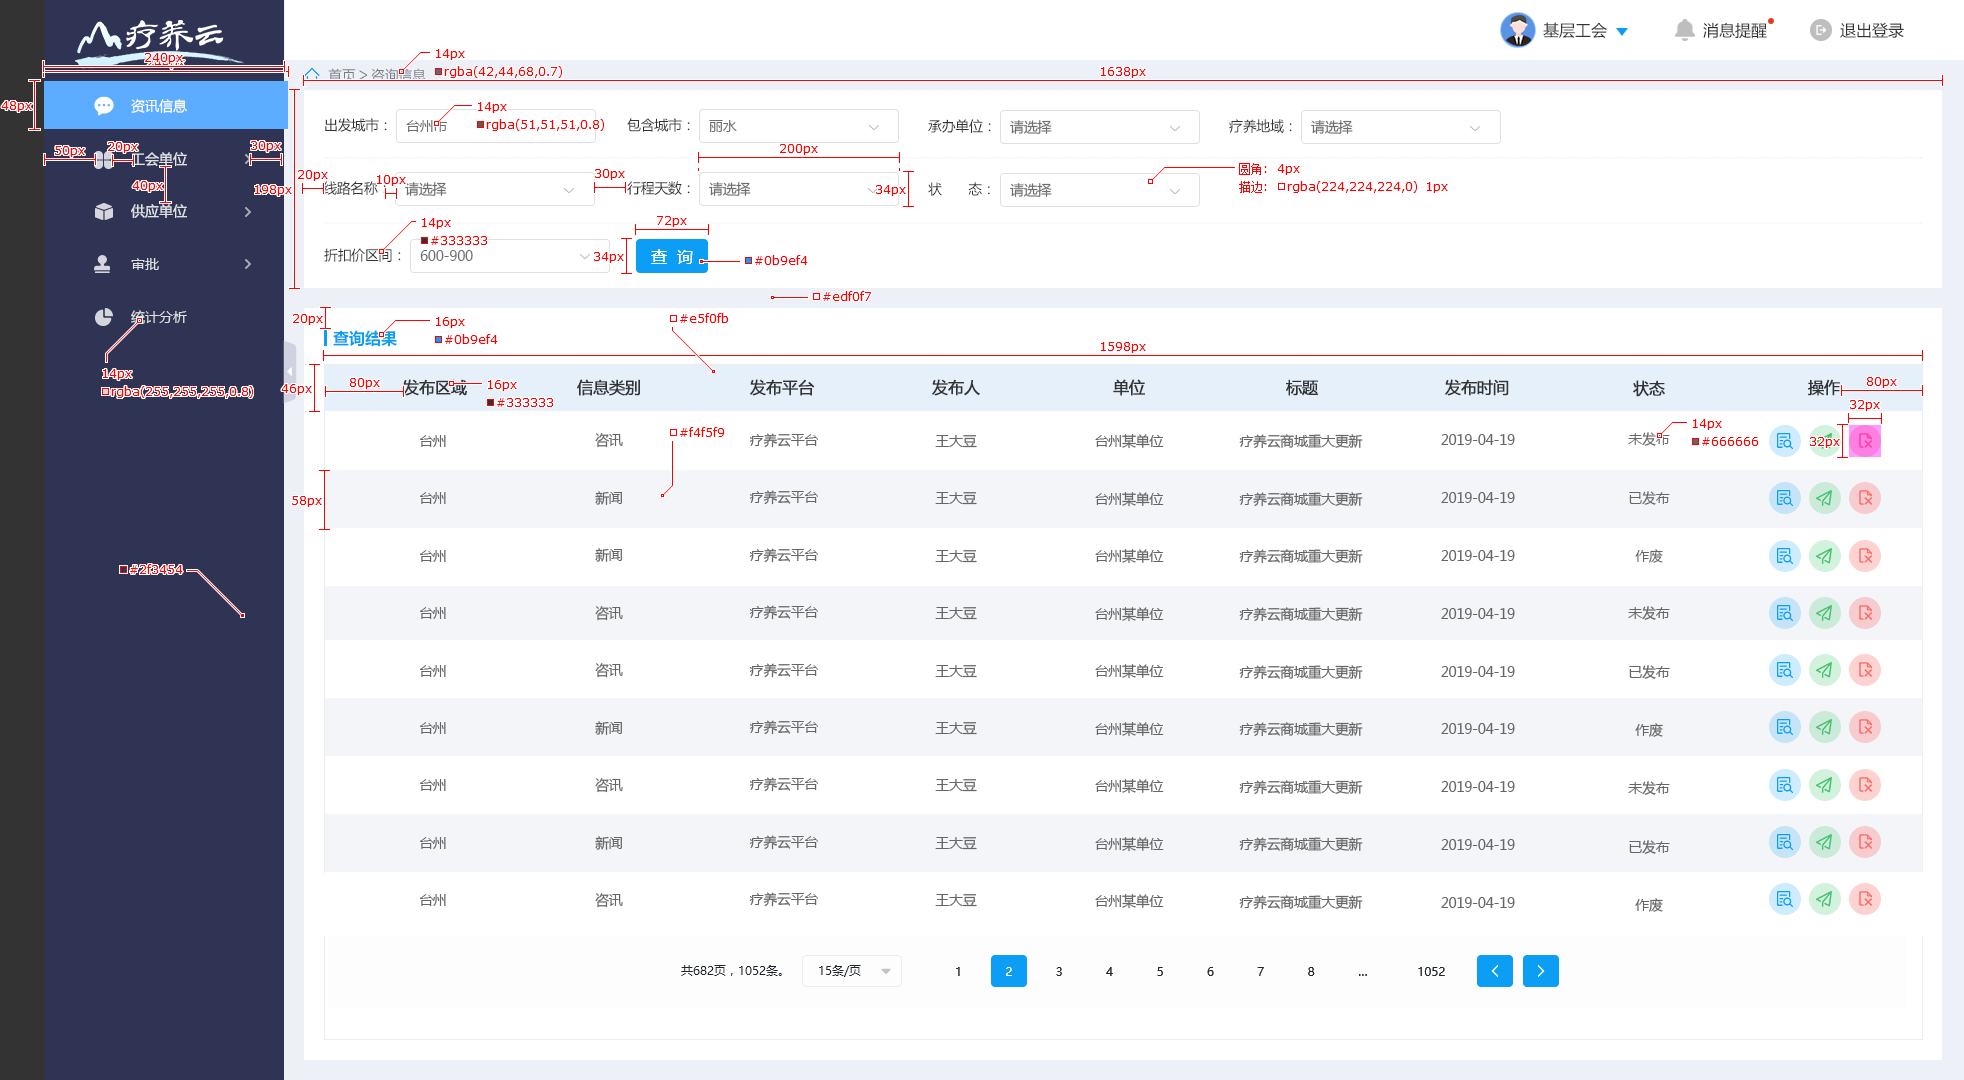 疗养云
基层工会
消息提醒
退出登录
240px
14px
rgba(42,44,68,0.7)
首页 > 咨询信息
1638px
48px
资讯信息
出发城市：
台州市
14px
rgba(51,51,51,0.8)
包含城市：
丽水
承办单位：
请选择
疗养地域：
请选择
50px
20px
工会单位
30px
40px
200px
198px
20px
线路名称
10px
请选择
30px
行程天数：
请选择
34px
状 态：
请选择
圆角： 4px
描边： rgba(224,224,224,0) 1px
供应单位
14px
#333333
72px
折扣价区间：
600-900
34px
查 询
#0b9ef4
审批
#edf0f7
统计分析
20px
查询结果
16px
#0b9ef4
#e5f0fb
1598px
14px
rgba(255,255,255,0.8)
46px
80px
发布区域
16px
#333333
信息类别
发布平台
发布人
单位
标题
发布时间
状态
操作
80px
32px
台州 咨讯 疗养云平台 王大豆 台州某单位 疗养云商城重大更新 2019-04-19 未发布
#f4f5f9
14px
#666666
32px
58px
台州 新闻 疗养云平台 王大豆 台州某单位 疗养云商城重大更新 2019-04-19 已发布
台州 新闻 疗养云平台 王大豆 台州某单位 疗养云商城重大更新 2019-04-19 作废
#2f3454
台州 咨讯 疗养云平台 王大豆 台州某单位 疗养云商城重大更新 2019-04-19 未发布
台州 咨讯 疗养云平台 王大豆 台州某单位 疗养云商城重大更新 2019-04-19 已发布
台州 新闻 疗养云平台 王大豆 台州某单位 疗养云商城重大更新 2019-04-19 作废
台州 咨讯 疗养云平台 王大豆 台州某单位 疗养云商城重大更新 2019-04-19 未发布
台州 新闻 疗养云平台 王大豆 台州某单位 疗养云商城重大更新 2019-04-19 已发布
台州 咨讯 疗养云平台 王大豆 台州某单位 疗养云商城重大更新 2019-04-19 作废
共682页，1052条。 15条/页 1 2 3 4 5 6 7 8 ... 1052